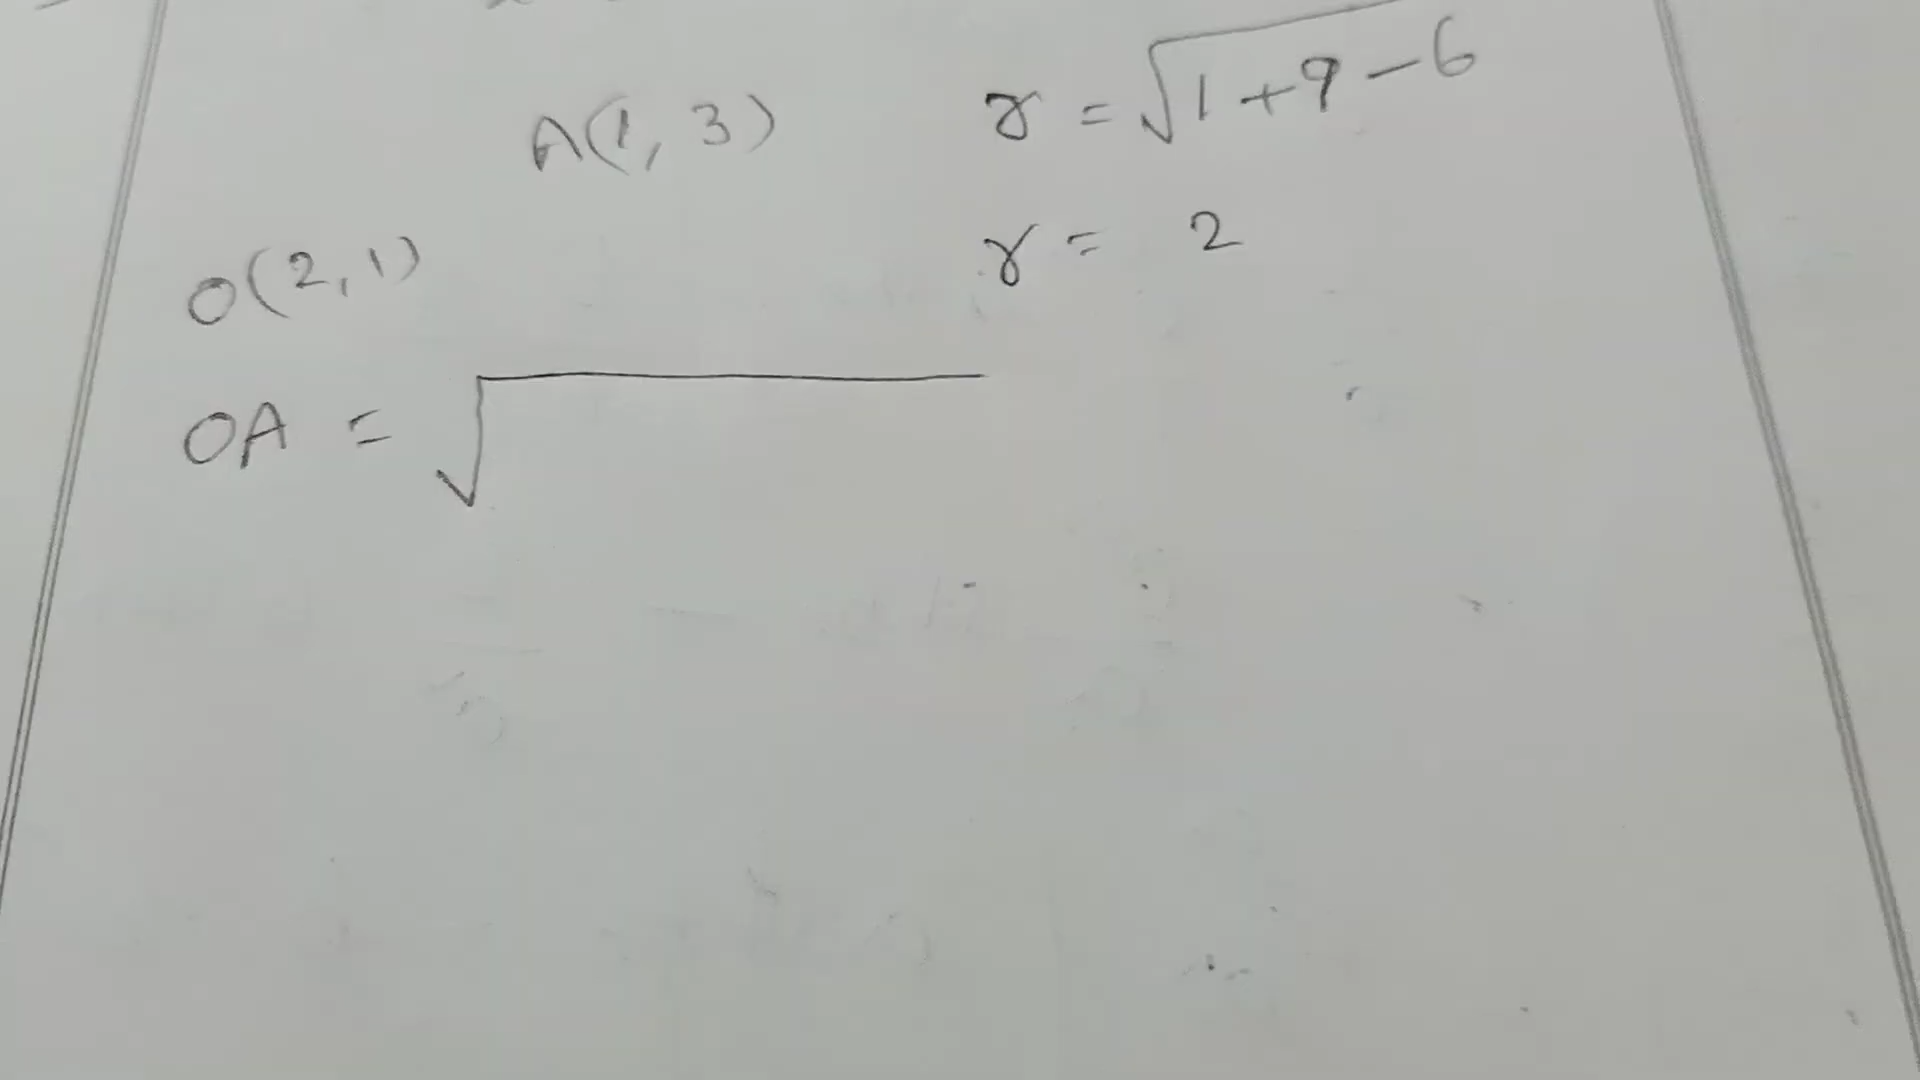 A(1, 3)
r = √1+9-6
O(2, 1)
r = 2
OA = √